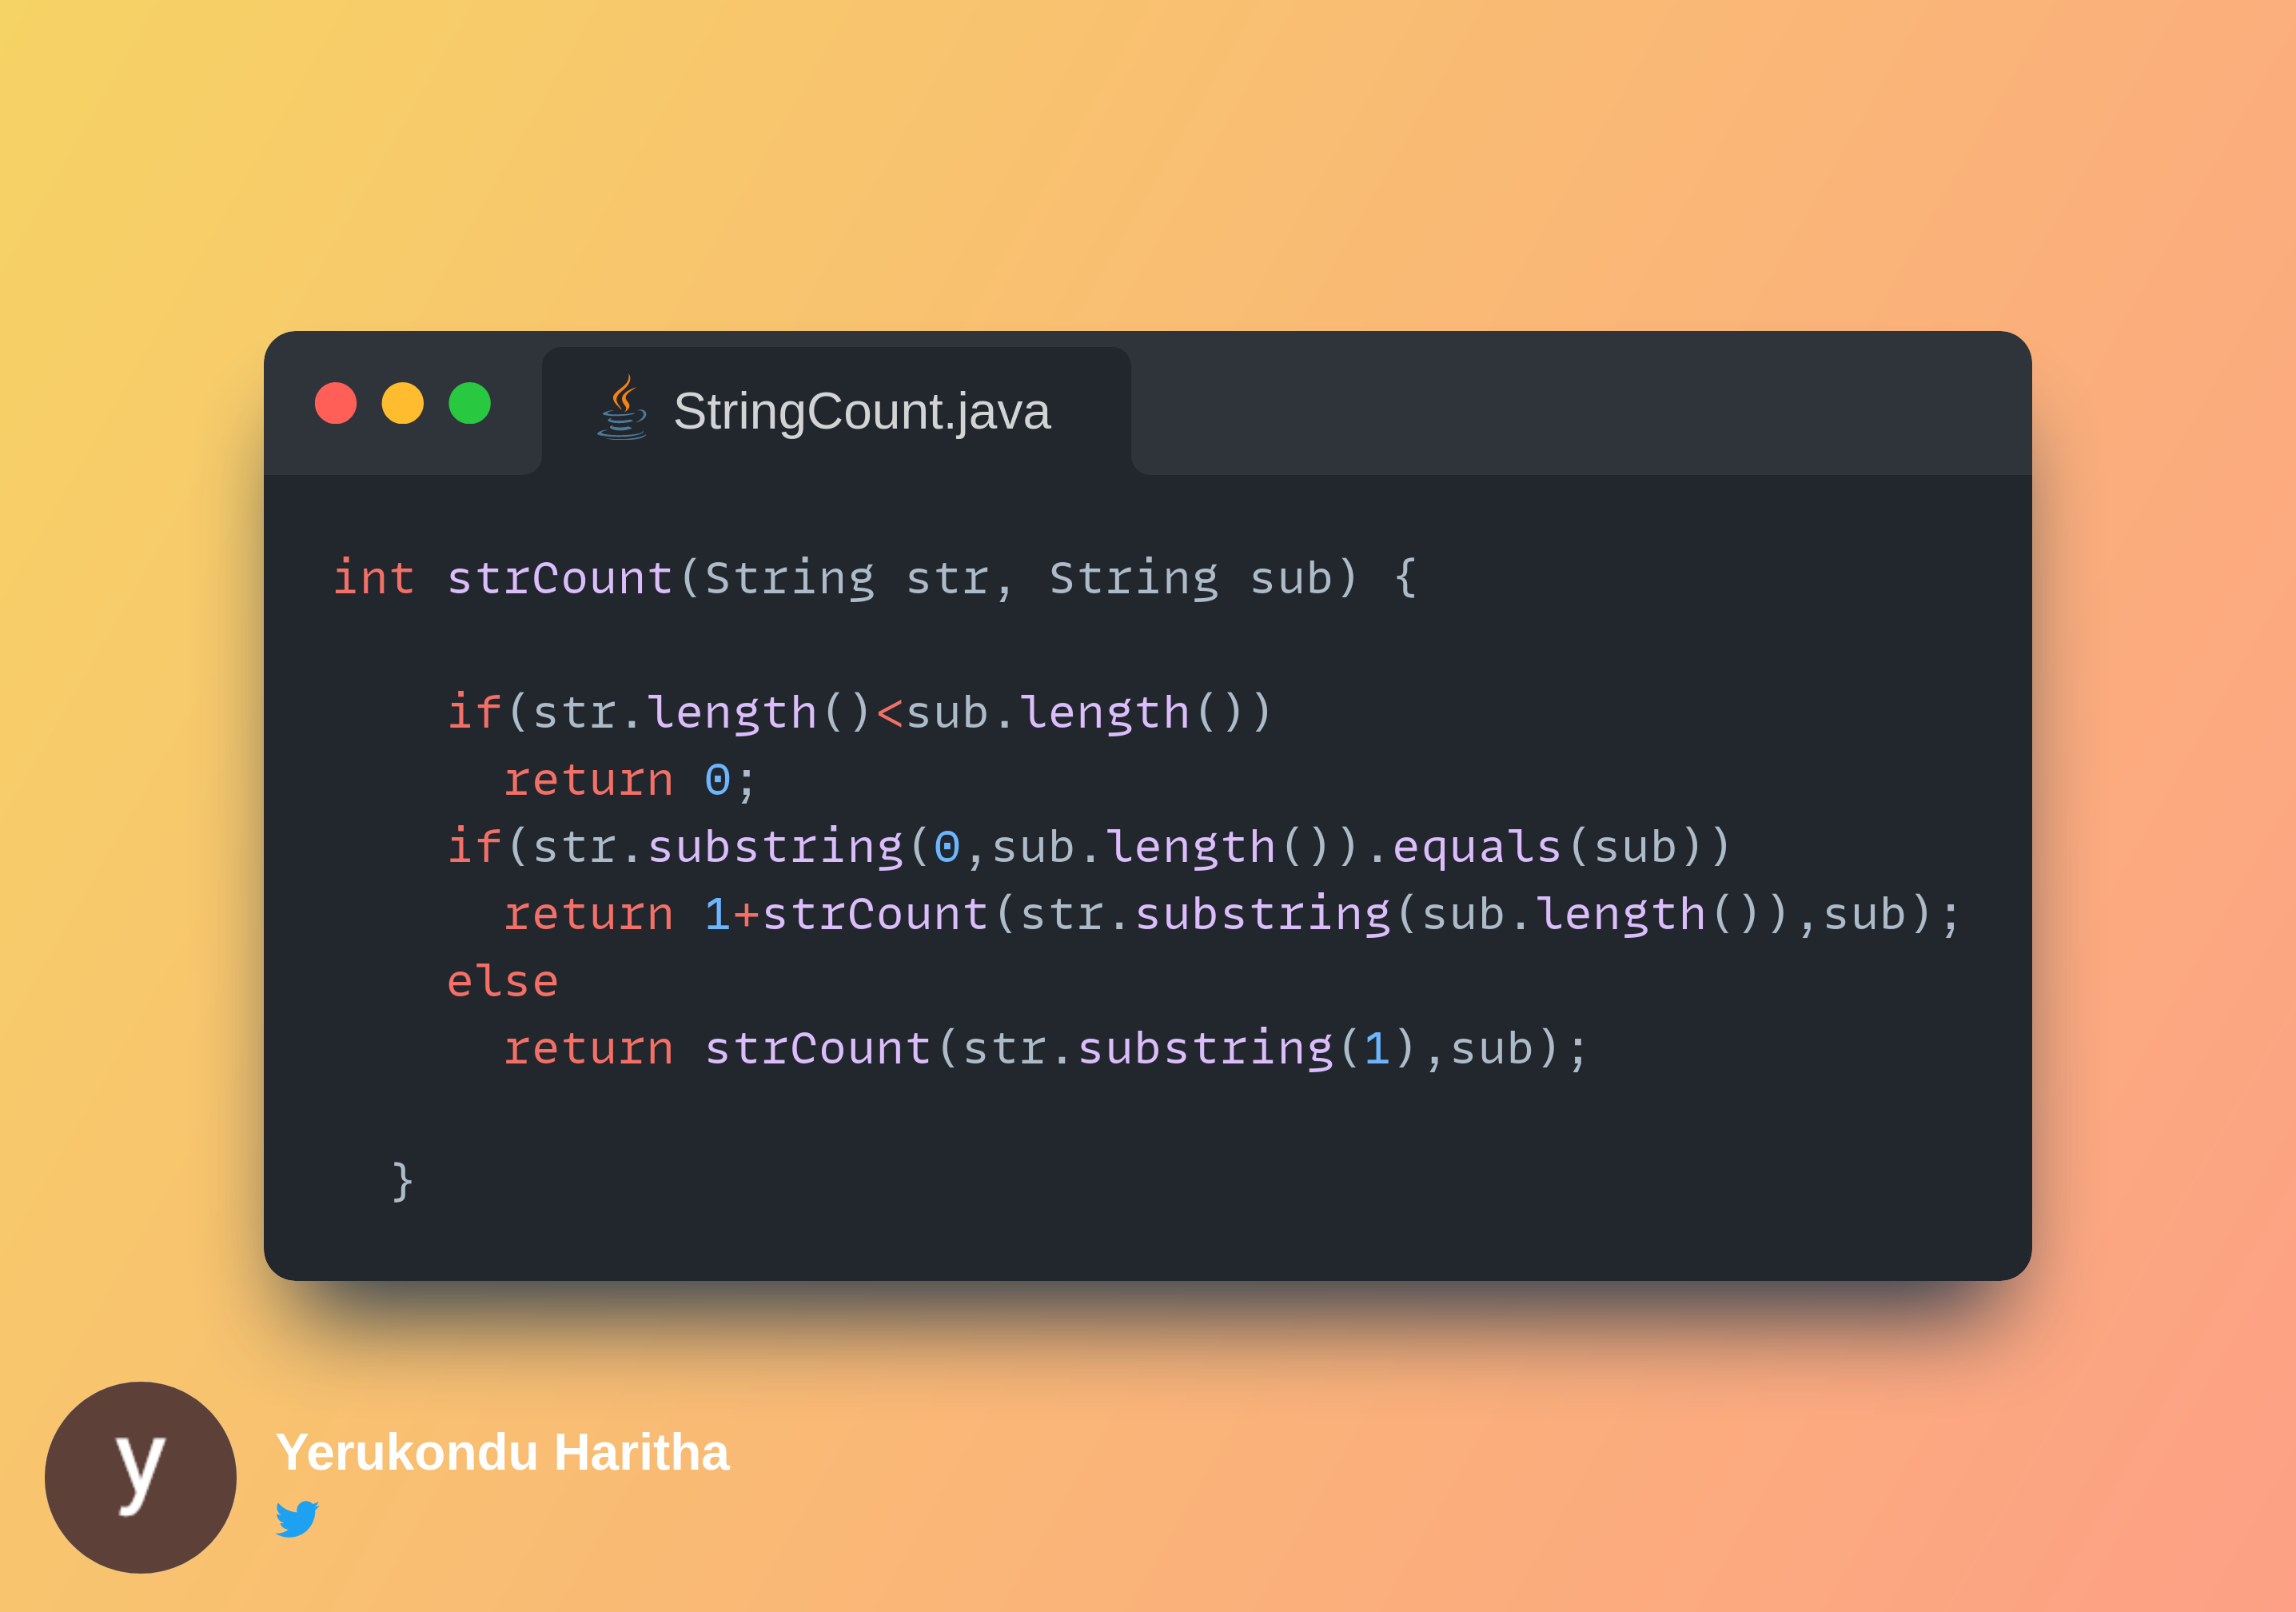 StringCount.java
int strCount(String str, String sub) {
    if(str.length()<sub.length())
      return 0;
    if(str.substring(0,sub.length()).equals(sub))
      return 1+strCount(str.substring(sub.length()),sub);
    else
      return strCount(str.substring(1),sub);
  }
y
Yerukondu Haritha